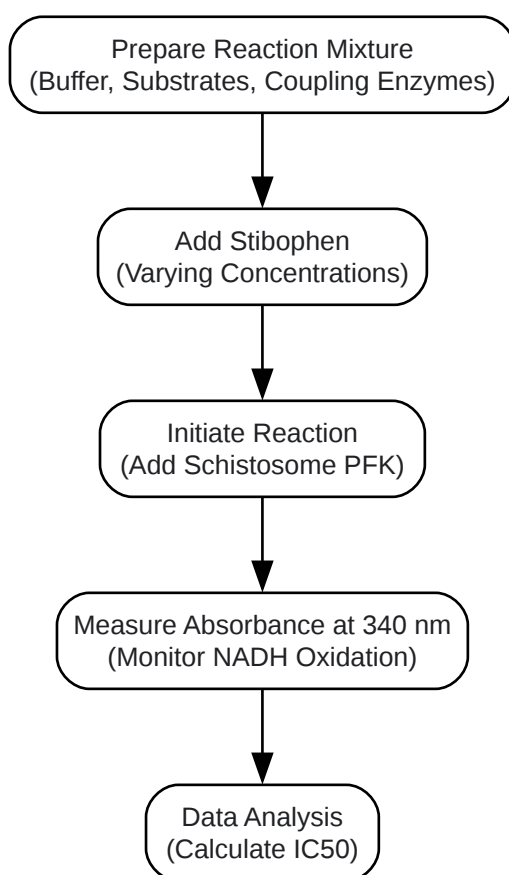 Prepare Reaction Mixture
(Buffer, Substrates, Coupling Enzymes)
Add Stibophen
(Varying Concentrations)
Initiate Reaction
(Add Schistosome PFK)
Measure Absorbance at 340 nm
(Monitor NADH Oxidation)
Data Analysis
(Calculate IC50)